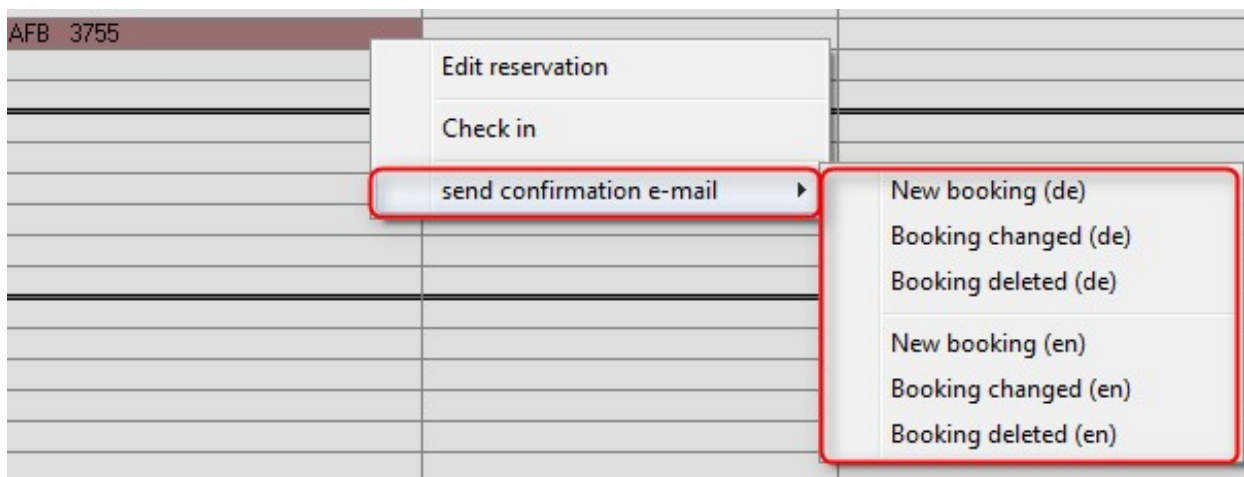 AFB 3755
Edit reservation
Check in
send confirmation e-mail
New booking (de)
Booking changed (de)
Booking deleted (de)
New booking (en)
Booking changed (en)
Booking deleted (en)